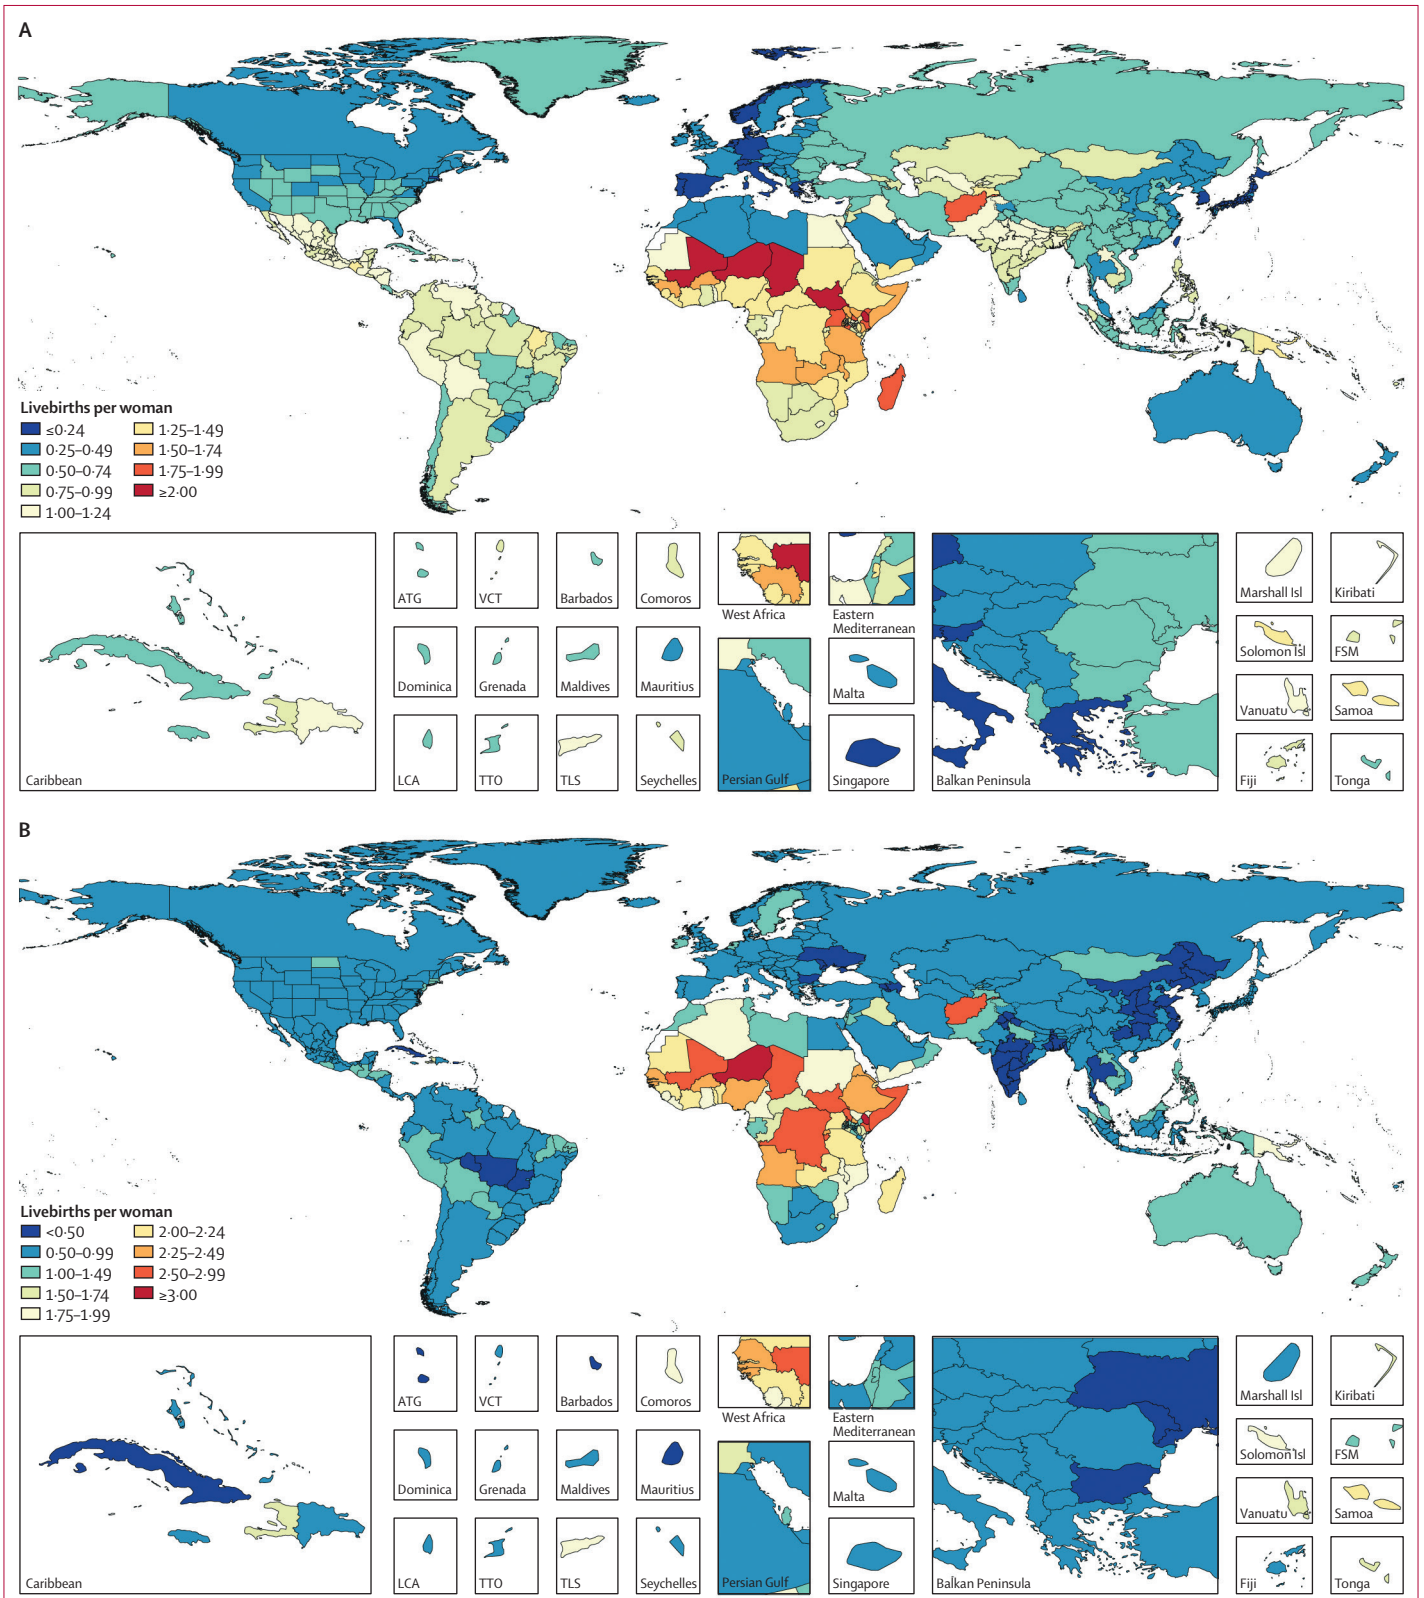 A
Livebirths per woman
≤0·24
0·25–0·49
0·50–0·74
0·75–0·99
1·00–1·24
1·25–1·49
1·50–1·74
1·75–1·99
≥2·00
Caribbean
ATG
VCT
Barbados
Comoros
Dominica
Grenada
Maldives
Mauritius
LCA
TTO
TLS
Seychelles
West Africa
Eastern
Mediterranean
Persian Gulf
Malta
Singapore
Balkan Peninsula
Marshall Isl
Kiribati
Solomon Isl
FSM
Vanuatu
Samoa
Fiji
Tonga
B
Livebirths per woman
<0·50
0·50–0·99
1·00–1·49
1·50–1·74
1·75–1·99
2·00–2·24
2·25–2·49
2·50–2·99
≥3·00
Caribbean
ATG
VCT
Barbados
Comoros
Dominica
Grenada
Maldives
Mauritius
LCA
TTO
TLS
Seychelles
West Africa
Eastern
Mediterranean
Persian Gulf
Malta
Singapore
Balkan Peninsula
Marshall Isl
Kiribati
Solomon Isl
FSM
Vanuatu
Samoa
Fiji
Tonga